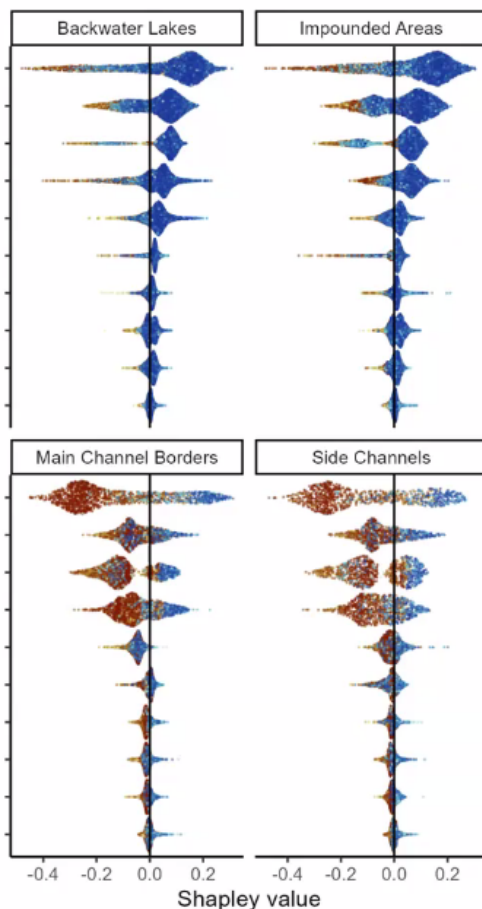 Backwater Lakes
Impounded Areas
Main Channel Borders
Side Channels
-0.4 -0.2 0.0 0.2
-0.4 -0.2 0.0 0.2
Shapley value